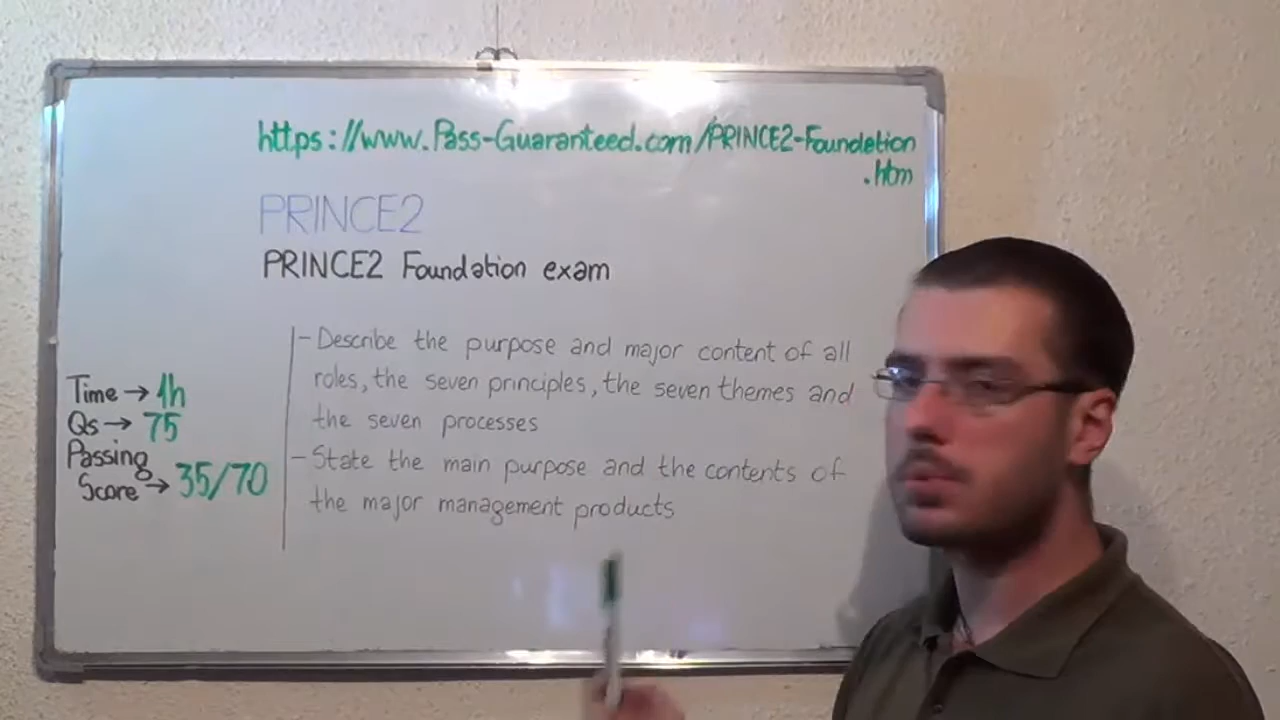 https://www.Pass-Guaranteed.com/PRINCE2-Foundation
.htm
PRINCE2
PRINCE2 Foundation exam
- Describe the purpose and major content of all
roles, the seven principles, the seven themes and
the seven processes
- State the main purpose and the contents of
the major management products
Time → 1h
Qs → 75
Passing
Score → 35/70